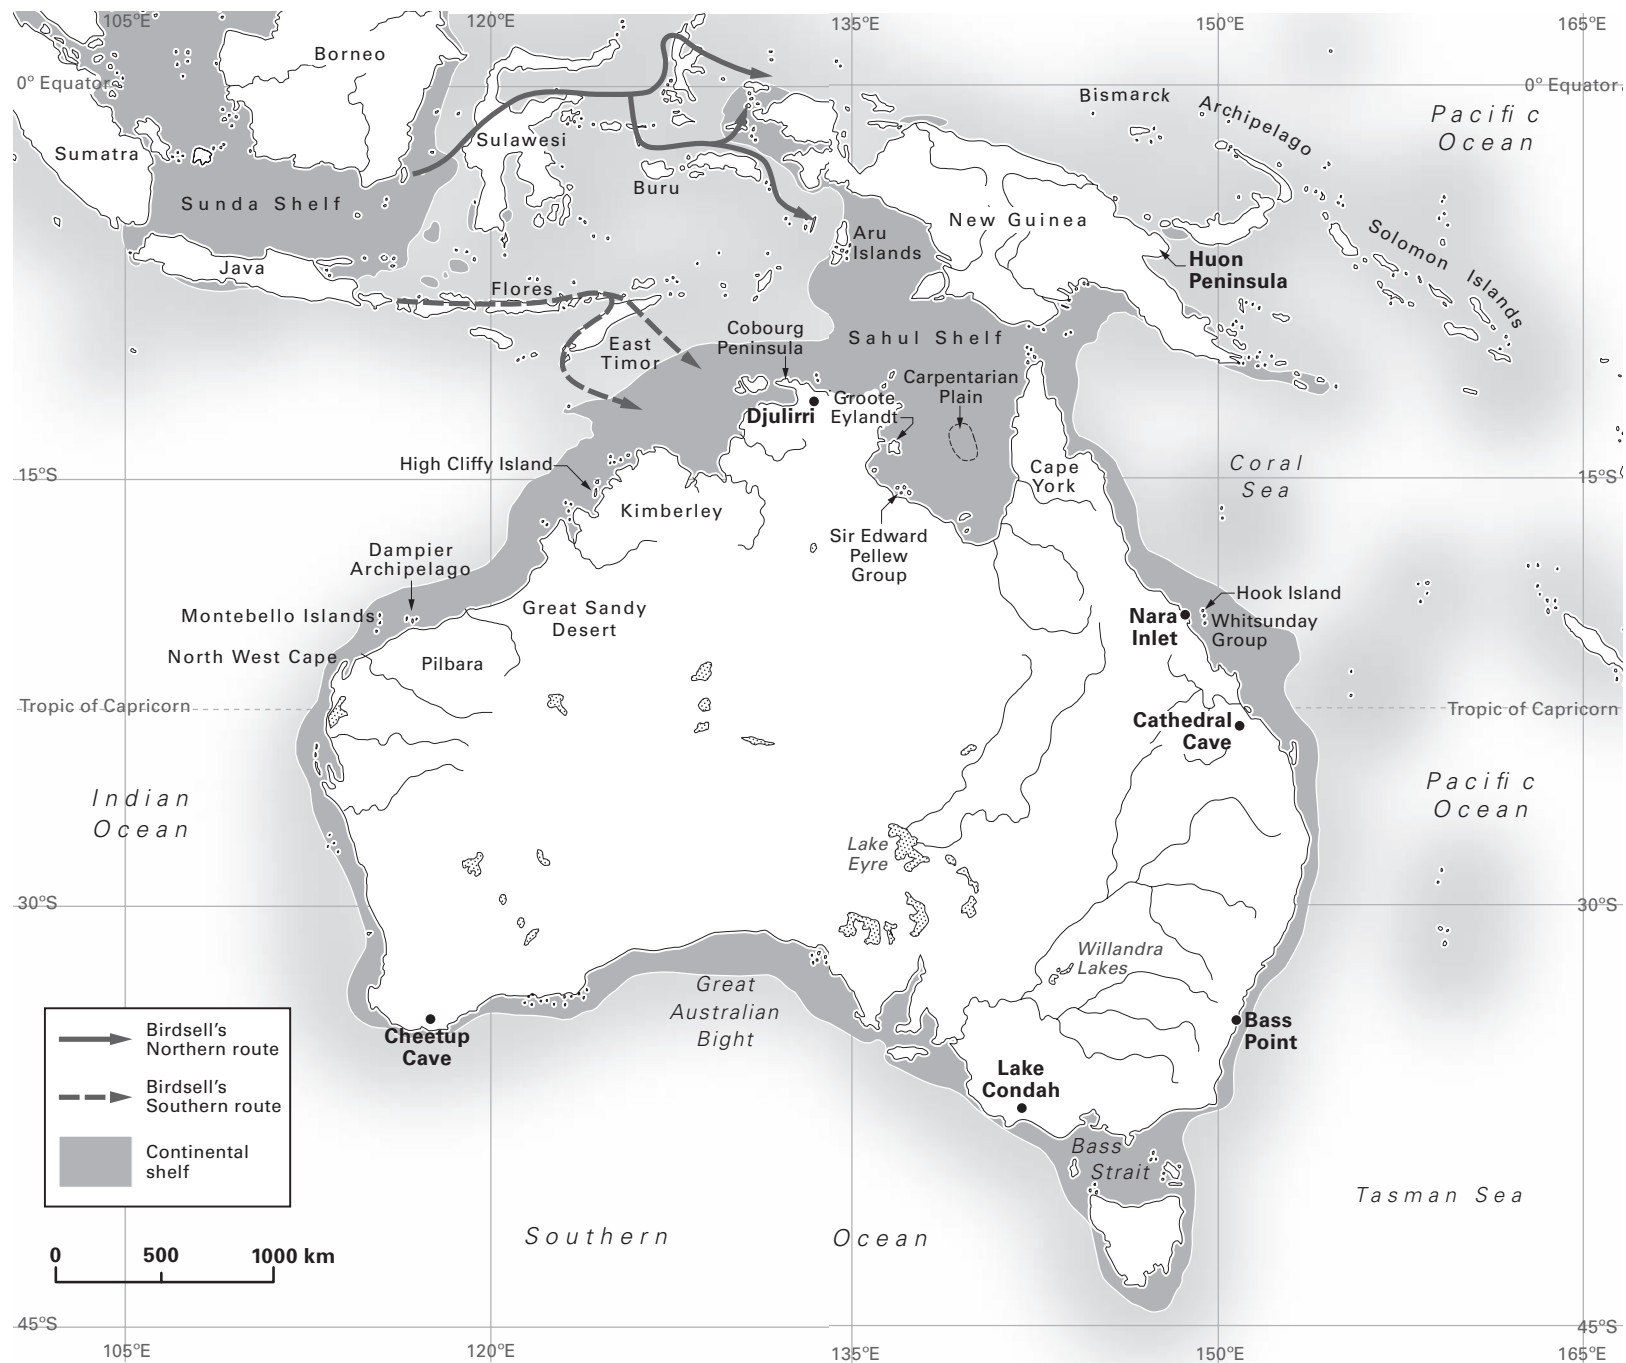 105°E
120°E
135°E
150°E
165°E
Borneo
0° Equator
0° Equator
Bismarck Archipelago
Pacific
Ocean
Sumatra
Sulawesi
Buru
Sunda Shelf
New Guinea
Aru
Islands
Solomon Islands
Java
Huon
Peninsula
Flores
Cobourg
Peninsula
Sahul Shelf
East
Timor
Carpentarian
Plain
Djulirri
Groote
Eylandt
High Cliffy Island
Cape
York
Coral
Sea
15°S
15°S
Kimberley
Sir Edward
Pellew
Group
Dampier
Archipelago
Hook Island
Montebello Islands
Great Sandy
Desert
Nara
Inlet
Whitsunday
Group
North West Cape
Pilbara
Tropic of Capricorn
Tropic of Capricorn
Cathedral
Cave
Indian
Ocean
Pacific
Ocean
Lake
Eyre
30°S
30°S
Willandra
Lakes
Great
Australian
Bight
Birdsell's
Northern route
Cheetup
Cave
Bass
Point
Lake
Condah
Birdsell's
Southern route
Continental
shelf
Bass
Strait
Tasman Sea
Southern Ocean
0 500 1000 km
45°S
45°S
105°E
120°E
135°E
150°E
165°E